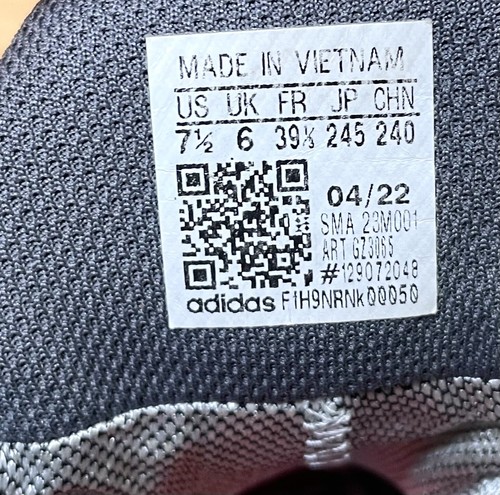 MADE IN VIETNAM
US UK FR JP CHN
7½ 6 39⅓ 245 240
04/22
SMA 23M001
ART GZ3065
#129072048
adidas F1H9NRNk00050